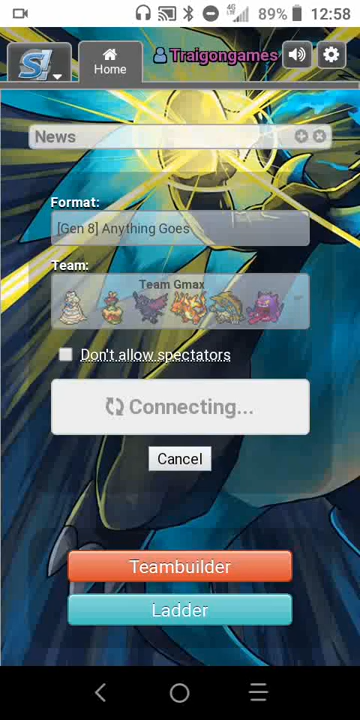 4G
89% 12:58
S!
Home
Traigongames
News
Format:
[Gen 8] Anything Goes
Team:
Team Gmax
Don't allow spectators
Connecting...
Cancel
Teambuilder
Ladder